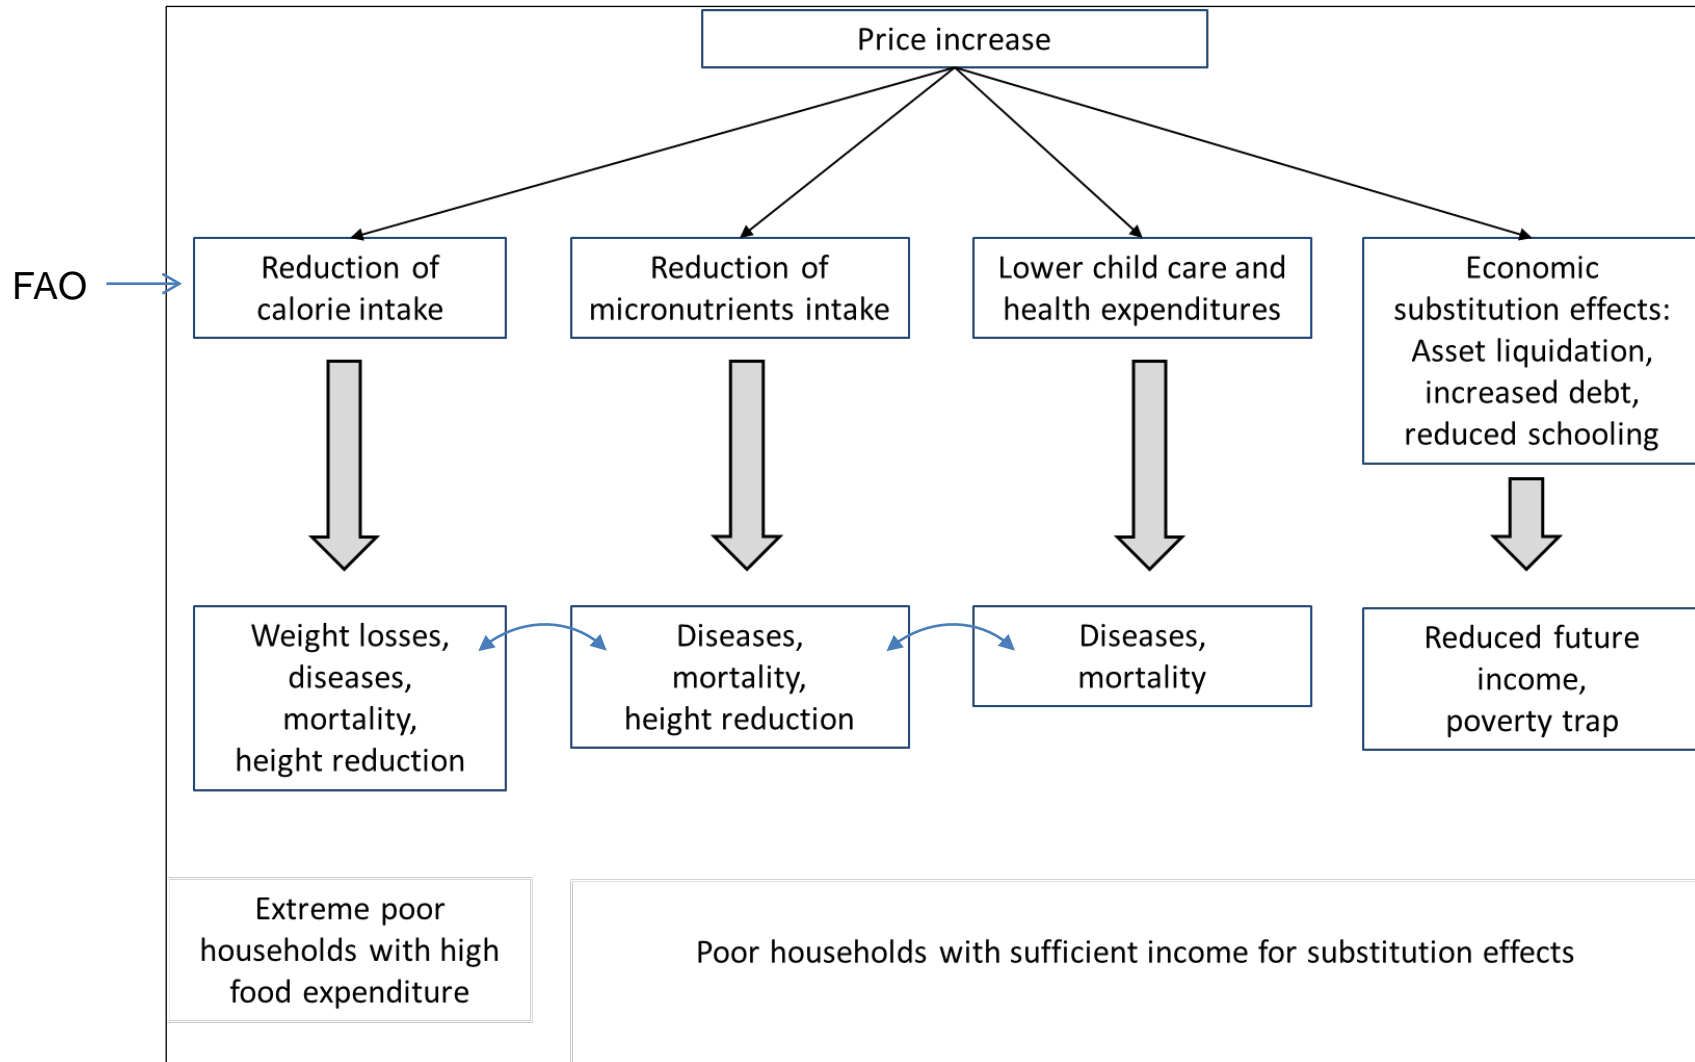 Price increase
FAO
Reduction of
calorie intake
Reduction of
micronutrients intake
Lower child care and
health expenditures
Economic
substitution effects:
Asset liquidation,
increased debt,
reduced schooling
Weight losses,
diseases,
mortality,
height reduction
Diseases,
mortality,
height reduction
Diseases,
mortality
Reduced future
income,
poverty trap
Extreme poor
households with high
food expenditure
Poor households with sufficient income for substitution effects